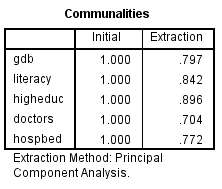 Communalities
Initial Extraction
gdb 1.000 .797
literacy 1.000 .842
higheduc 1.000 .896
doctors 1.000 .704
hospbed 1.000 .772
Extraction Method: Principal
Component Analysis.